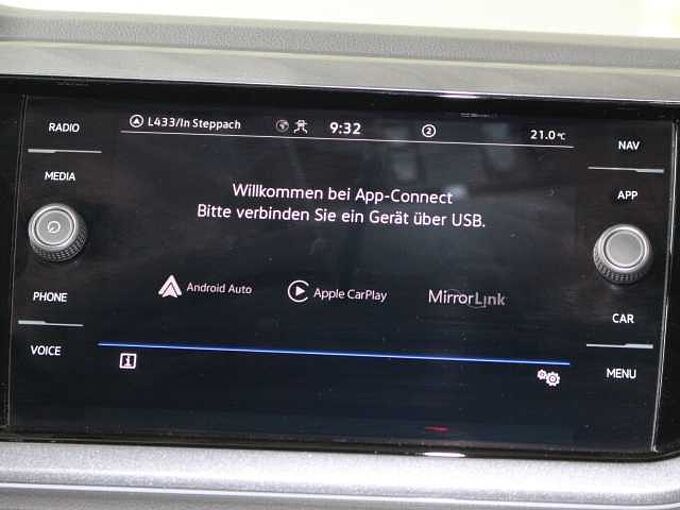 RADIO
MEDIA
PHONE
VOICE
L433/In Steppach 9:32 2 21.0°C
Willkommen bei App-Connect
Bitte verbinden Sie ein Gerät über USB.
Android Auto Apple CarPlay MirrorLink
NAV
APP
CAR
MENU